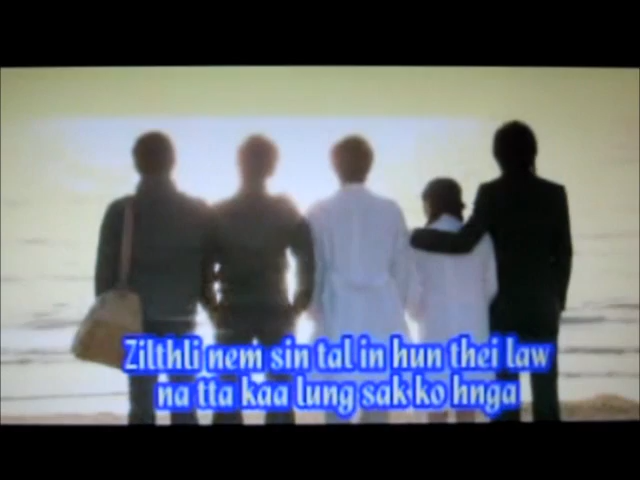 Zilthli nem sin tal in hun thei law
na tta kaa lung sak ko hnga